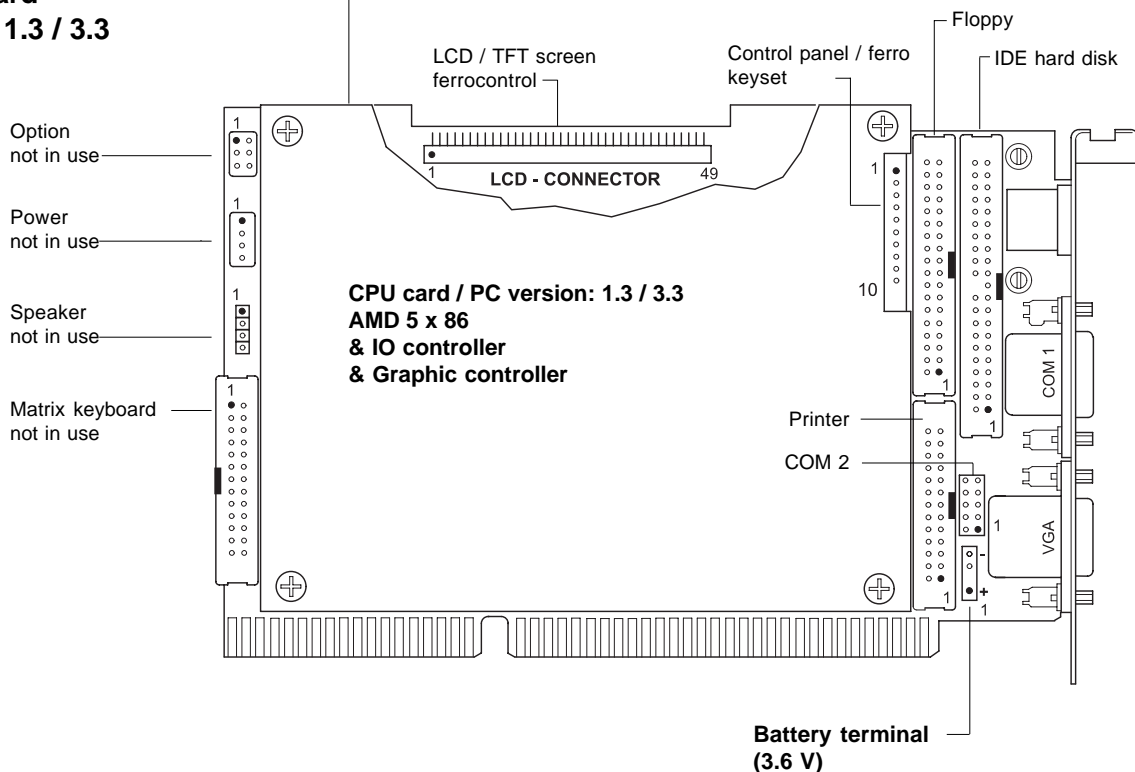 1.3 / 3.3
Floppy
LCD / TFT screen
ferrocontrol
Control panel / ferro
keyset
IDE hard disk
Option
not in use
1
1
LCD - CONNECTOR
49
1
Power
not in use
1
10
CPU card / PC version: 1.3 / 3.3
AMD 5 x 86
& IO controller
& Graphic controller
Speaker
not in use
1
COM 1
1
1
Matrix keyboard
not in use
1
Printer
COM 2
1
VGA
-
+
1
1
Battery terminal
(3.6 V)